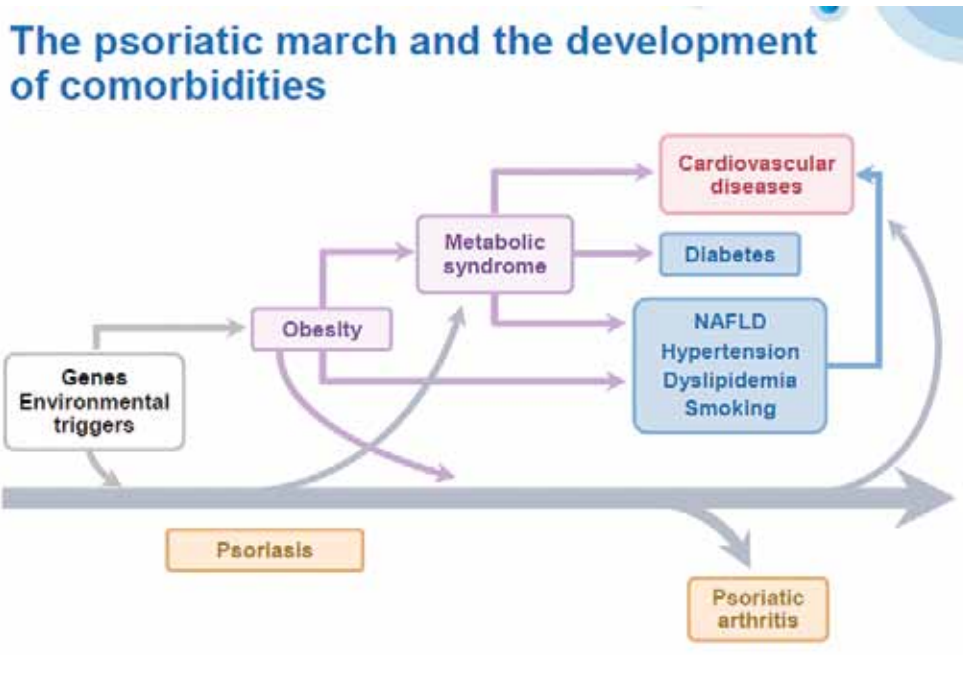 The psoriatic march and the development
of comorbidities
Cardiovascular
diseases
Metabolic
syndrome
Diabetes
Obesity
NAFLD
Hypertension
Dyslipidemia
Smoking
Genes
Environmental
triggers
Psoriasis
Psoriatic
arthritis